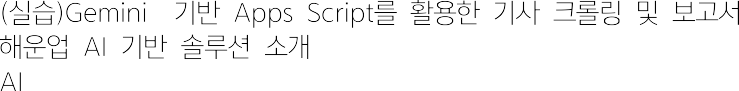 (실습)Gemini 기반 Apps Script를 활용한 기사 크롤링 및 보고서
해운업 AI 기반 솔루션 소개
AI